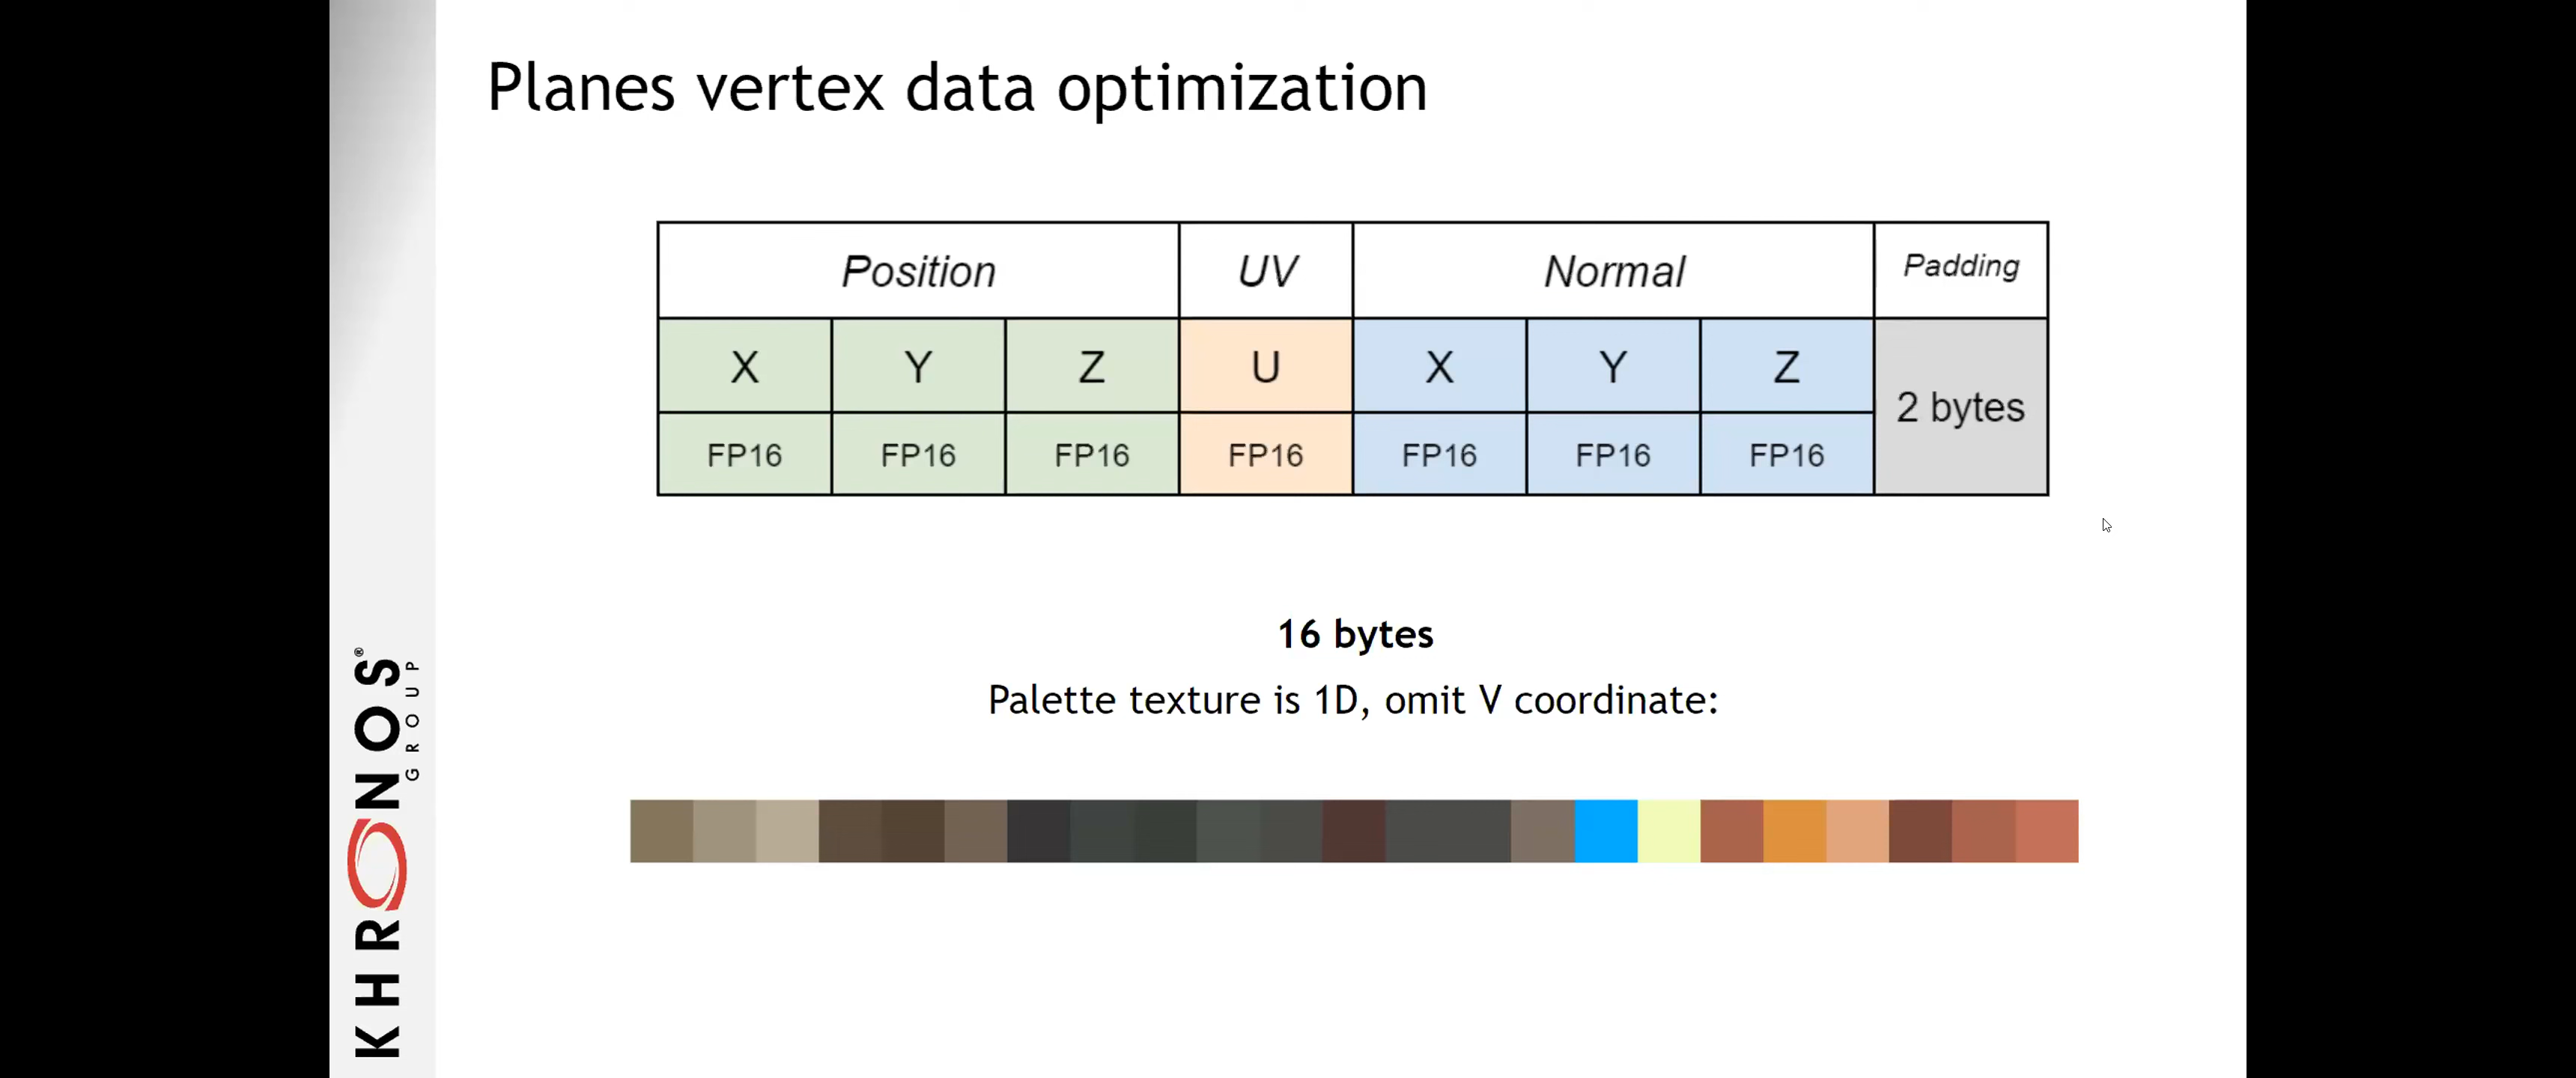 Planes vertex data optimization
Position UV Normal Padding
X Y Z U X Y Z
2 bytes
FP16 FP16 FP16 FP16 FP16 FP16 FP16
16 bytes
Palette texture is 1D, omit V coordinate:
KHRONOS®
GROUP